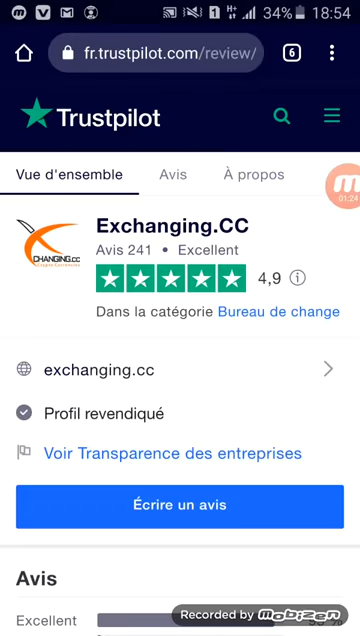 34% 18:54
fr.trustpilot.com/review/
6
Trustpilot
Vue d'ensemble Avis À propos
01:24
CHANGING.CC
Exchanging.CC
Avis 241 • Excellent
4,9
Dans la catégorie Bureau de change
exchanging.cc
Profil revendiqué
Voir Transparence des entreprises
Écrire un avis
Avis
Excellent
Recorded by mobizen